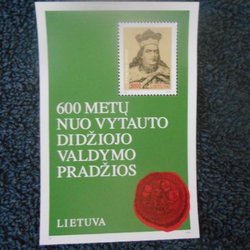 600 METŲ
NUO VYTAUTO
DIDŽIOJO
VALDYMO
PRADŽIOS
LIETUVA